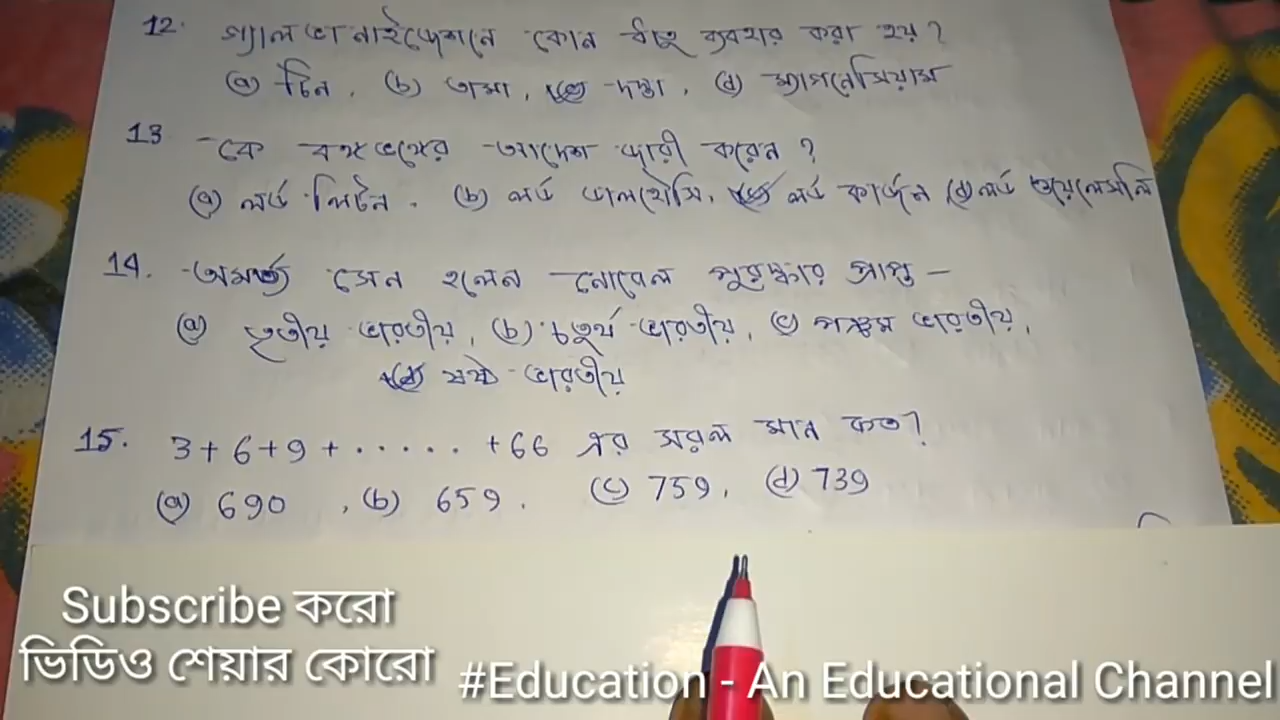 12. গ্যালভানাইজেশনে কোন ধাতু ব্যবহার করা হয় ?
(a) টিন, (b) তামা, (c) দস্তা, (d) ম্যাগনেসিয়াম
13 কে বঙ্গভঙ্গের আদেশ জারী করেন ?
(a) লর্ড লিটন. (b) লর্ড ডালহৌসি, (c) লর্ড কার্জন (d) লর্ড ওয়েলেসলি
14. অমর্ত্য সেন হলেন নোবেল পুরস্কার প্রাপ্ত –
(a) তৃতীয় ভারতীয়, (b) চতুর্থ ভারতীয়, (c) পঞ্চম ভারতীয়,
(d) ষষ্ঠ ভারতীয়
15. 3+6+9+ ..... +66 এর সরল মান কত?
(a) 690 , (b) 659. (c) 759, (d) 739
Subscribe করো
ভিডিও শেয়ার কোরো
#Education - An Educational Channel